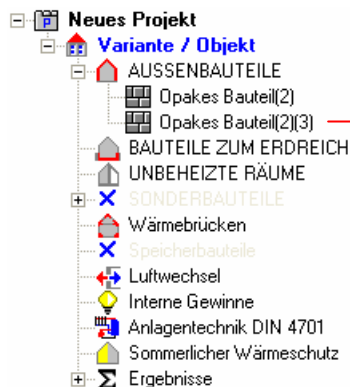 Neues Projekt
Variante / Objekt
AUSSENBAUTEILE
Opakes Bauteil(2)
Opakes Bauteil(2)(3)
BAUTEILE ZUM ERDREICH
UNBEHEIZTE RÄUME
SONDERBAUTEILE
Wärmebrücken
Speicherbauteile
Luftwechsel
Interne Gewinne
Anlagentechnik DIN 4701
Sommerlicher Wärmeschutz
Ergebnisse